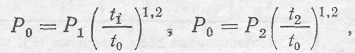 P₀ = P₁ (t₁/t₀)^1,2, P₀ = P₂ (t₂/t₀)^1,2,